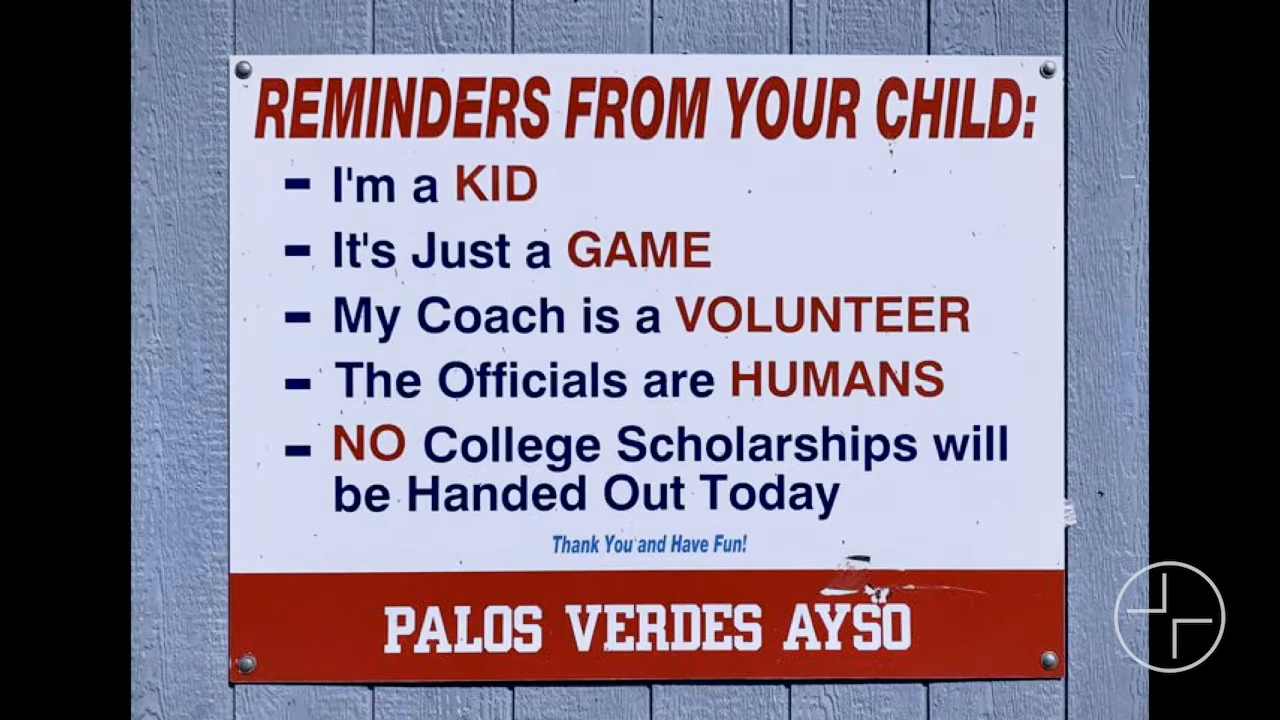 REMINDERS FROM YOUR CHILD:
- I'm a KID
- It's Just a GAME
- My Coach is a VOLUNTEER
- The Officials are HUMANS
- NO College Scholarships will
be Handed Out Today
Thank You and Have Fun!
PALOS VERDES AYSO